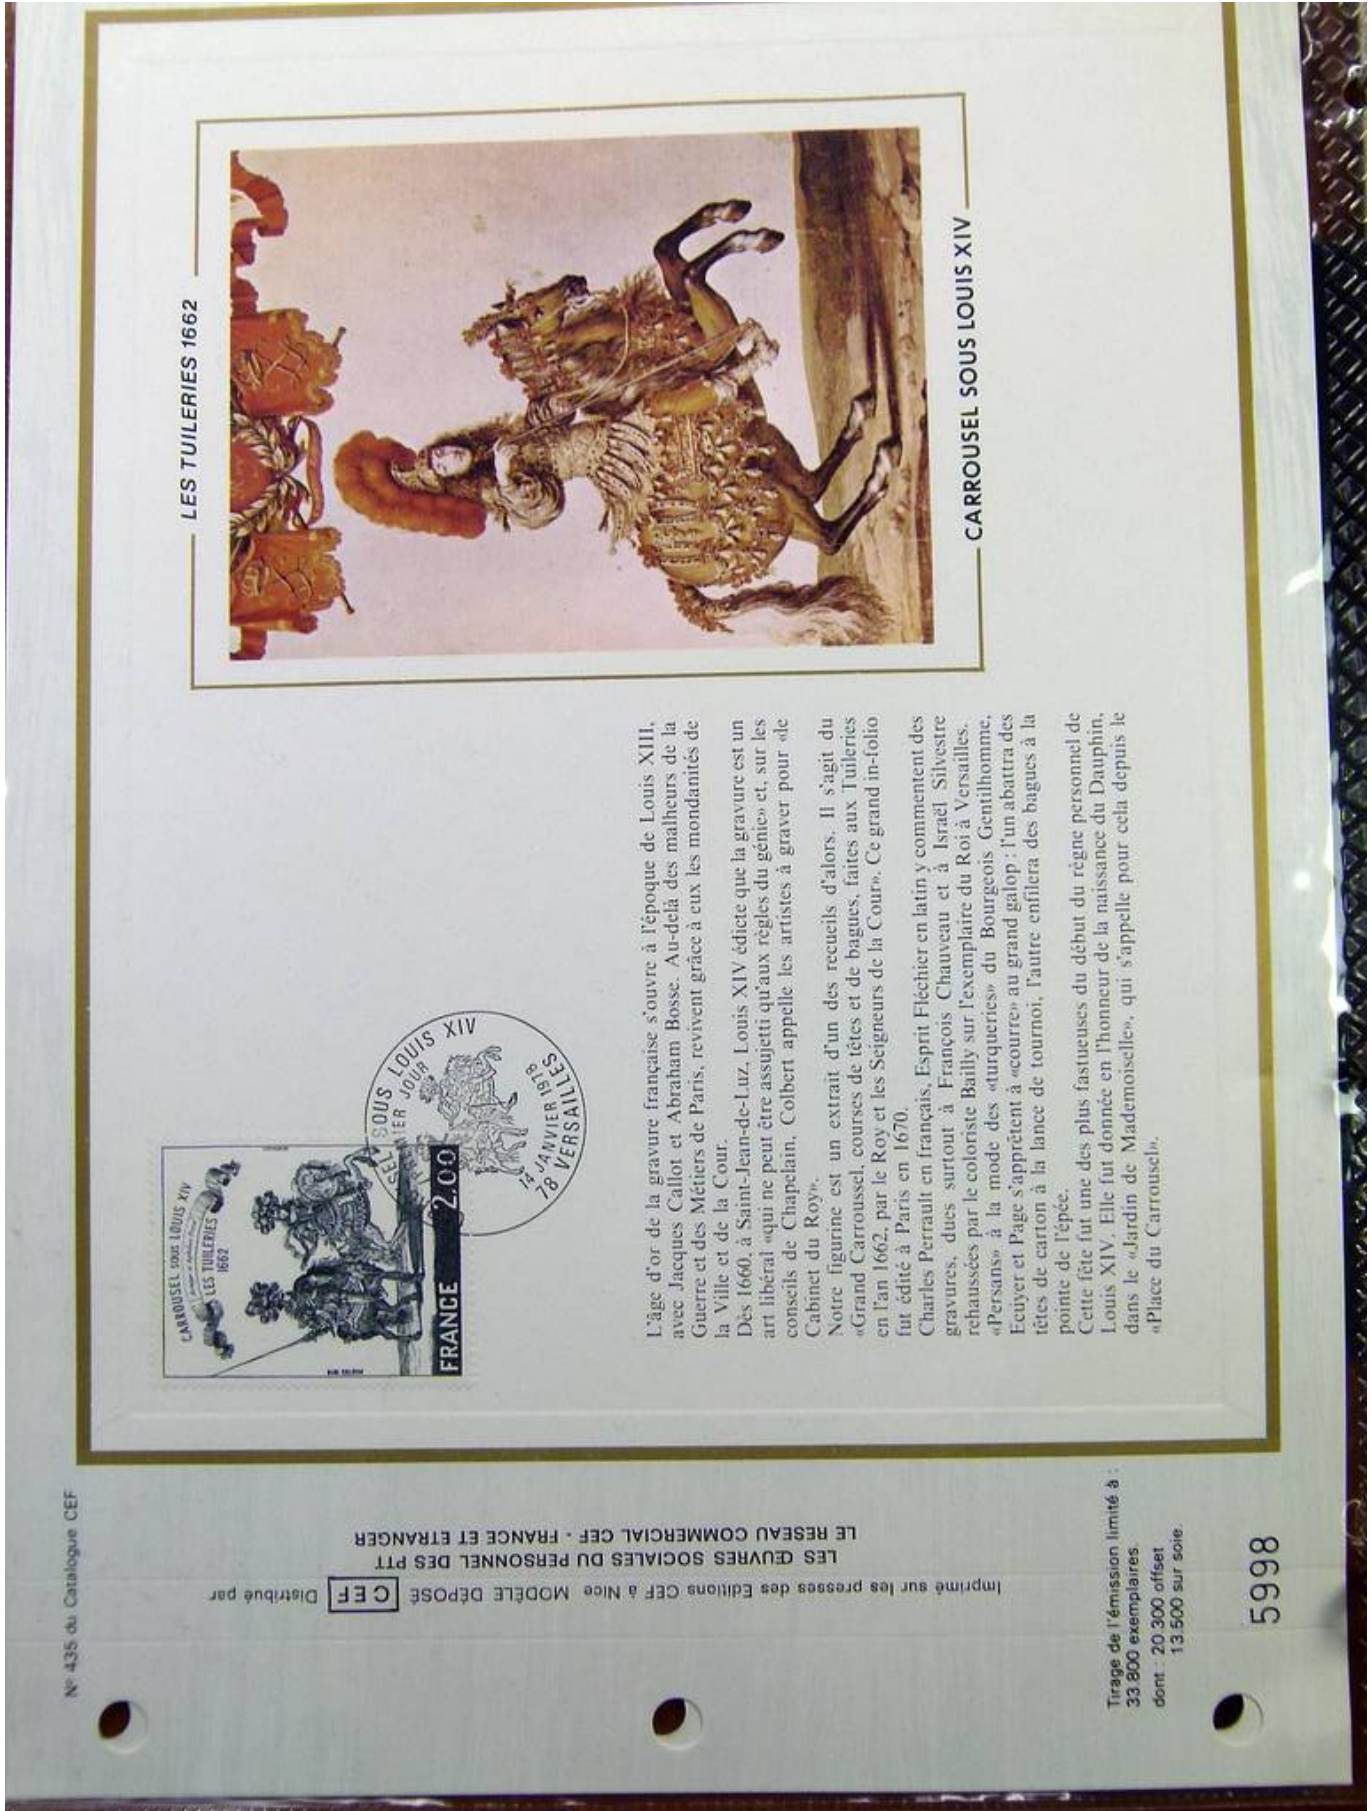 N° 435 du Catalogue CEF
LES TUILERIES 1662
CARROUSEL SOUS LOUIS XIV
CARROUSEL SOUS LOUIS XIV
LES TUILERIES
1662
FRANCE 2,00
SEL SOUS LOUIS XIV
MIER JOUR
14 JANVIER 1978
78 VERSAILLES
L'âge d'or de la gravure française s'ouvre à l'époque de Louis XIII,
avec Jacques Callot et Abraham Bosse. Au-delà des malheurs de la
Guerre et des Métiers de Paris, revivent grâce à eux les mondanités de
la Ville et de la Cour.
Dès 1660, à Saint-Jean-de-Luz, Louis XIV édicte que la gravure est un
art libéral «qui ne peut être assujetti qu'aux règles du génie» et, sur les
conseils de Chapelain, Colbert appelle les artistes à graver pour «le
Cabinet du Roy».
Notre figurine est un extrait d'un des recueils d'alors. Il s'agit du
«Grand Carroussel, courses de têtes et de bagues, faites aux Tuileries
en l'an 1662, par le Roy et les Seigneurs de la Cour». Ce grand in-folio
fut édité à Paris en 1670.
Charles Perrault en français, Esprit Fléchier en latin y commentent des
gravures, dues surtout à François Chauveau et à Israël Silvestre
rehaussées par le coloriste Bailly sur l'exemplaire du Roi à Versailles.
«Persans» à la mode des «turqueries» du Bourgeois Gentilhomme,
Ecuyer et Page s'apprêtent à «courre» au grand galop : l'un abattra des
têtes de carton à la lance de tournoi, l'autre enfilera des bagues à la
pointe de l'épée.
Cette fête fut une des plus fastueuses du début du règne personnel de
Louis XIV. Elle fut donnée en l'honneur de la naissance du Dauphin,
dans le «Jardin de Mademoiselle», qui s'appelle pour cela depuis le
«Place du Carrousel».
Imprimé sur les presses des Editions CEF à Nice MODÈLE DÉPOSÉ CEF Distribué par
LES ŒUVRES SOCIALES DU PERSONNEL DES PTT
LE RESEAU COMMERCIAL CEF - FRANCE ET ETRANGER
Tirage de l'émission limité à :
33.800 exemplaires.
dont : 20.300 offset
13.500 sur soie.
5998